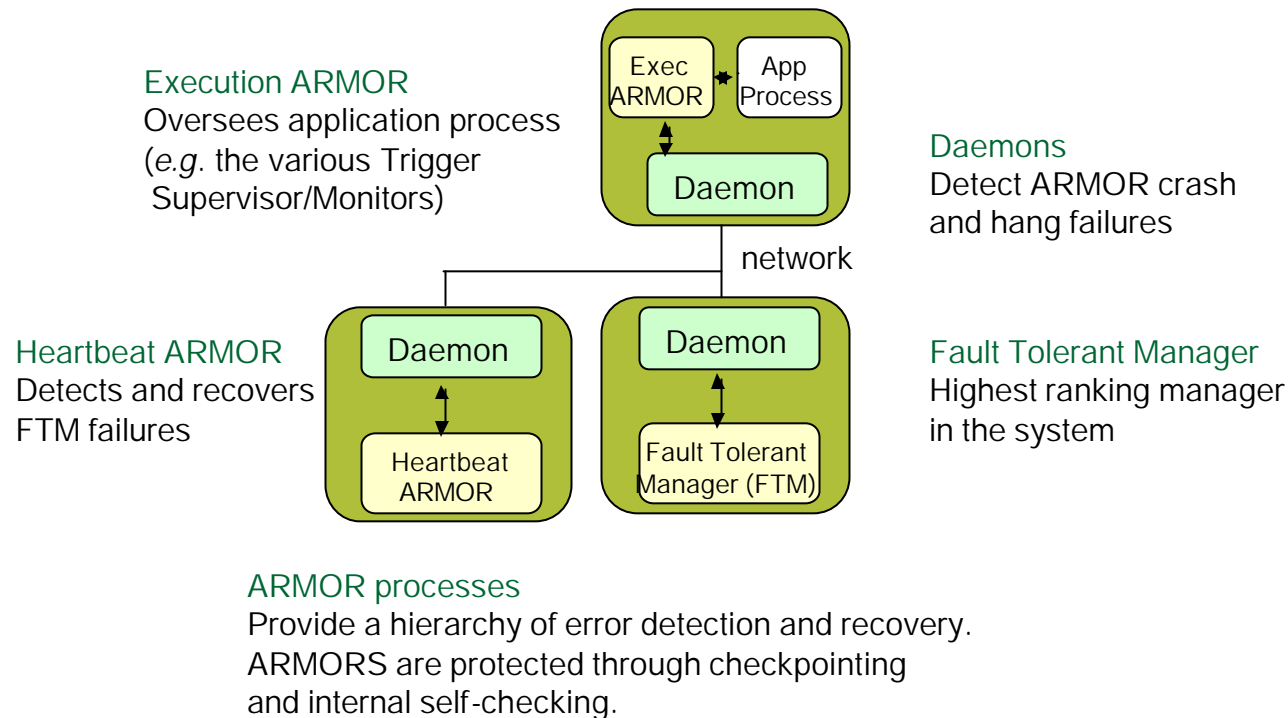 Exec
ARMOR
App
Process
Daemon
Execution ARMOR
Oversees application process
(e.g. the various Trigger
Supervisor/Monitors)
Daemons
Detect ARMOR crash
and hang failures
network
Heartbeat ARMOR
Detects and recovers
FTM failures
Daemon
Heartbeat
ARMOR
Daemon
Fault Tolerant
Manager (FTM)
Fault Tolerant Manager
Highest ranking manager
in the system
ARMOR processes
Provide a hierarchy of error detection and recovery.
ARMORS are protected through checkpointing
and internal self-checking.